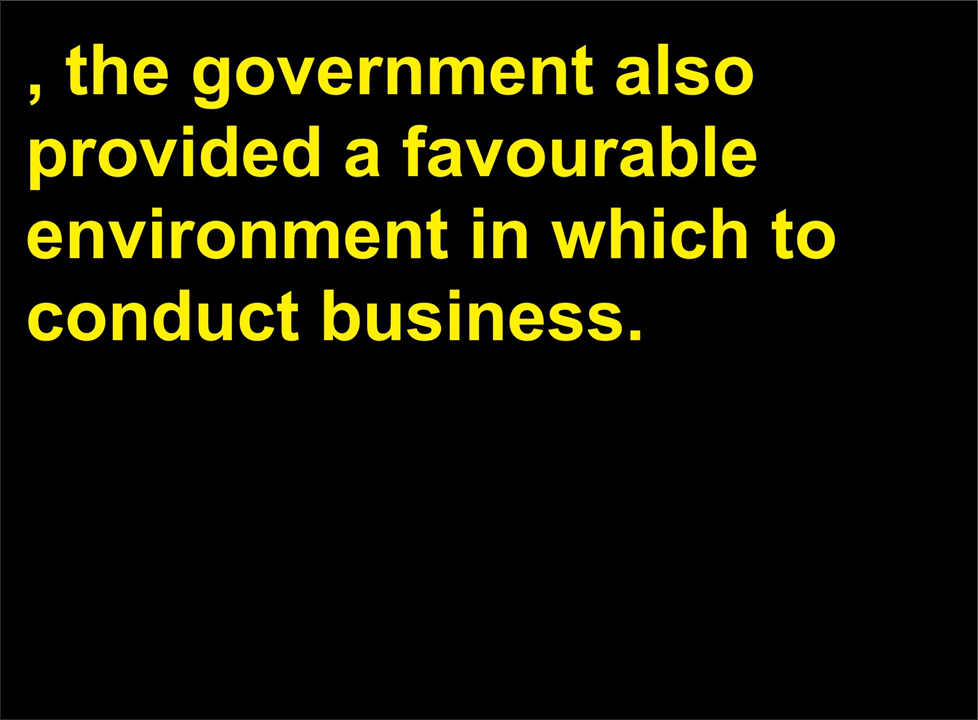 , the government also
provided a favourable
environment in which to
conduct business.